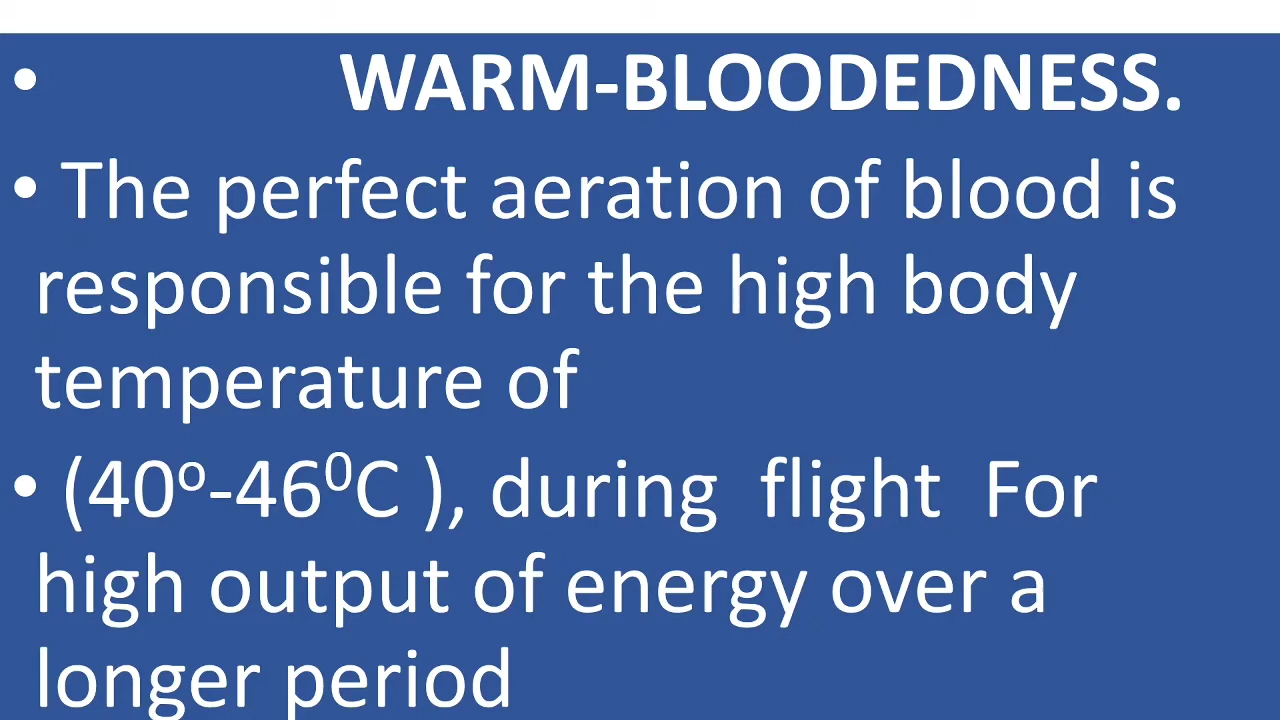 • WARM-BLOODEDNESS.
• The perfect aeration of blood is
responsible for the high body
temperature of
• (40º-46⁰C ), during  flight  For
high output of energy over a
longer period